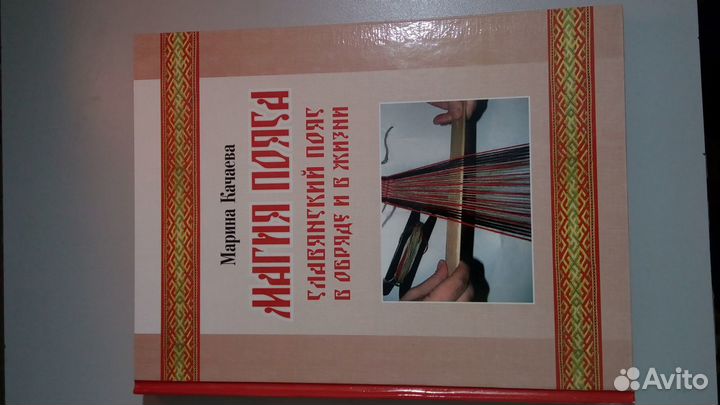 Марина Качаева
МАГИЯ ПОЯСА
СЛАВЯНСКИЙ ПОЯС
В ОБРЯДЕ И В ЖИЗНИ
Avito